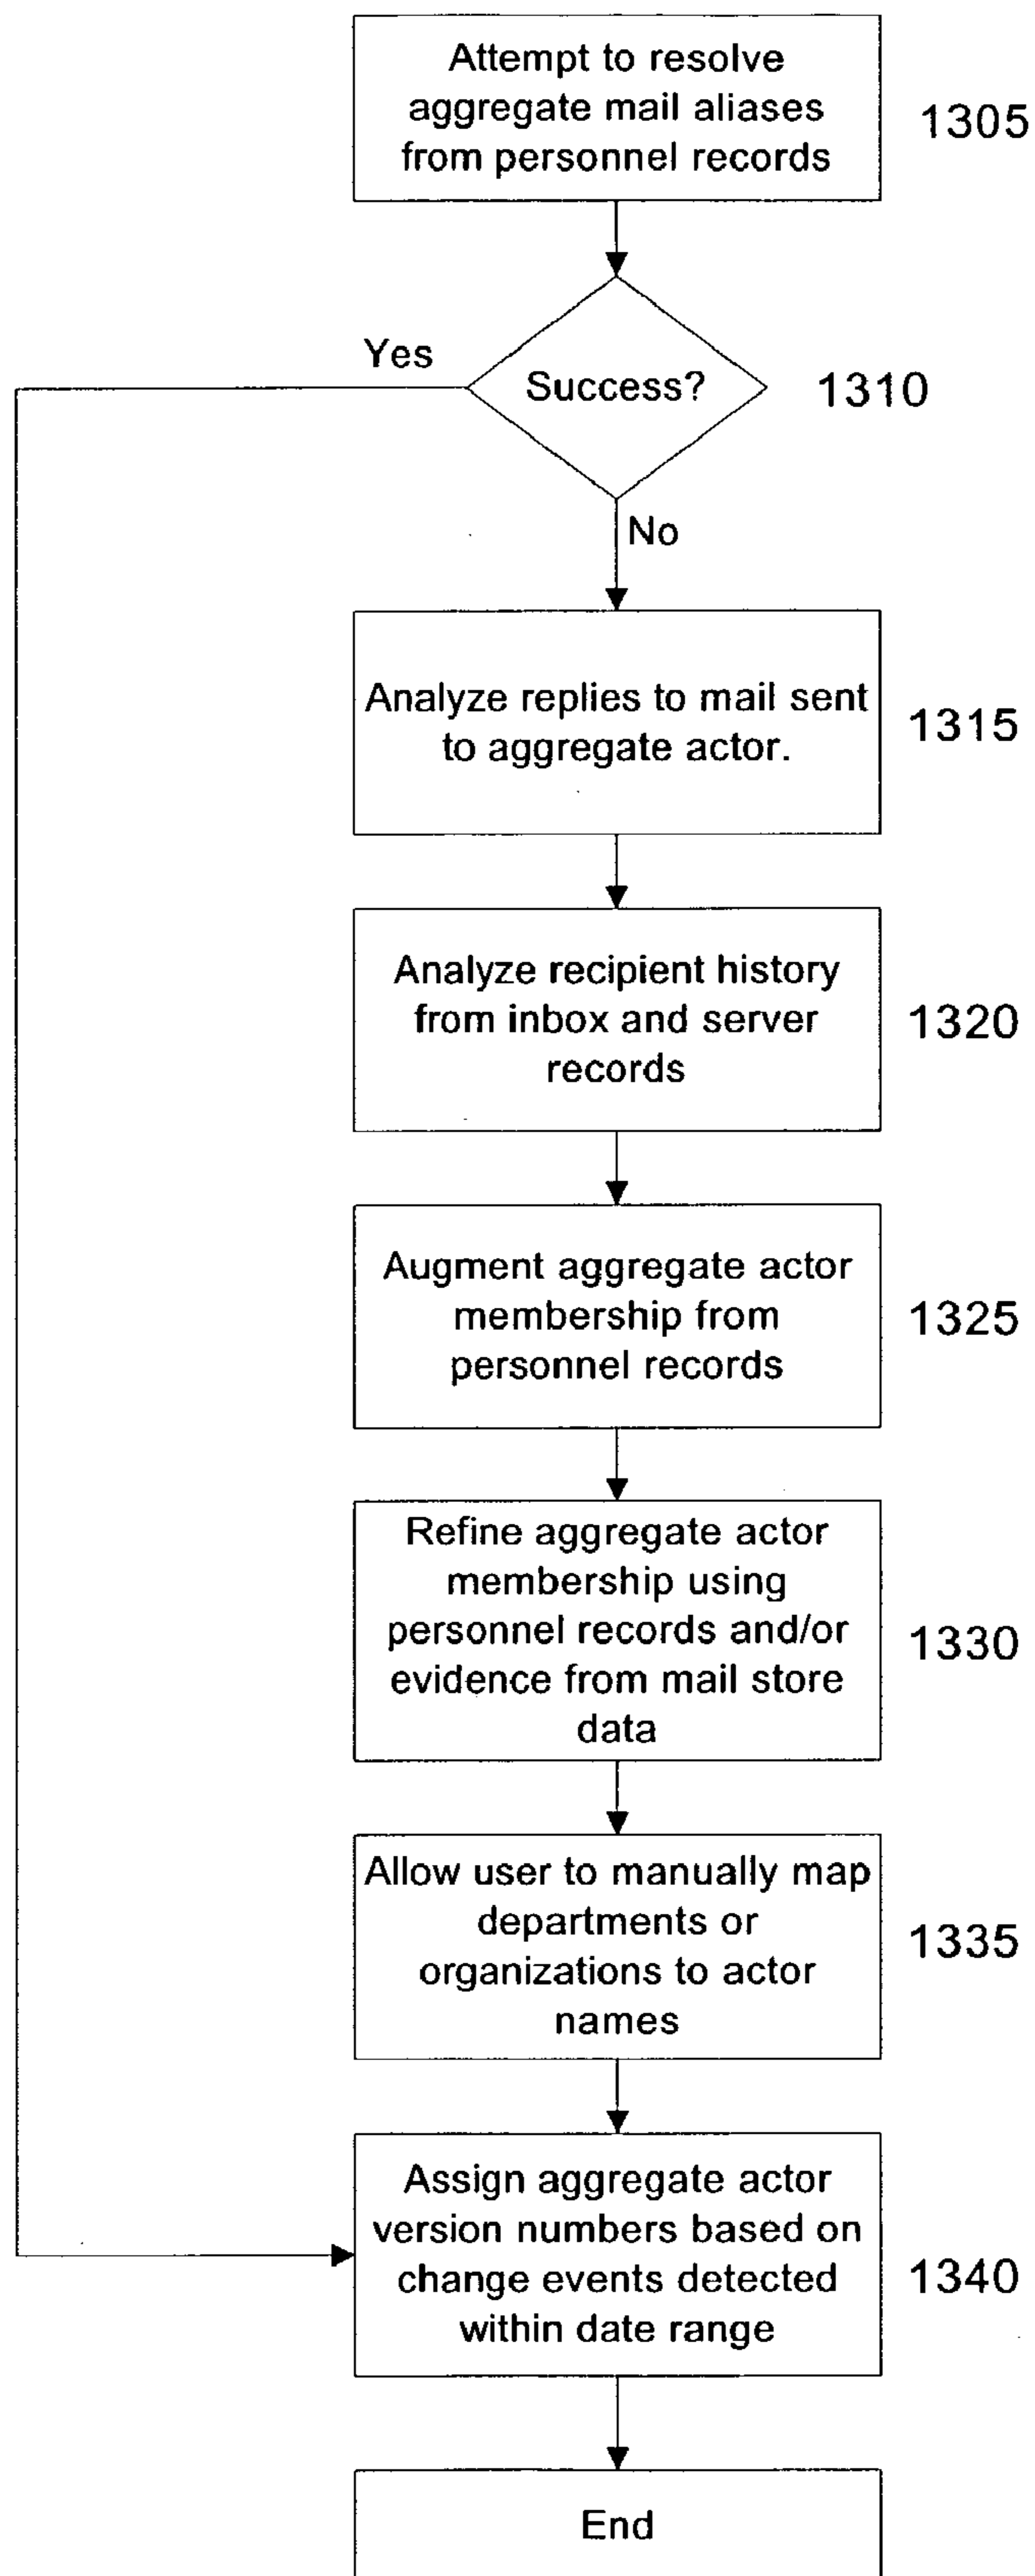 Attempt to resolve
aggregate mail aliases
from personnel records
1305
Yes
Success?
1310
No
Analyze replies to mail sent
to aggregate actor.
1315
Analyze recipient history
from inbox and server
records
1320
Augment aggregate actor
membership from
personnel records
1325
Refine aggregate actor
membership using
personnel records and/or
evidence from mail store
data
1330
Allow user to manually map
departments or
organizations to actor
names
1335
Assign aggregate actor
version numbers based on
change events detected
within date range
1340
End